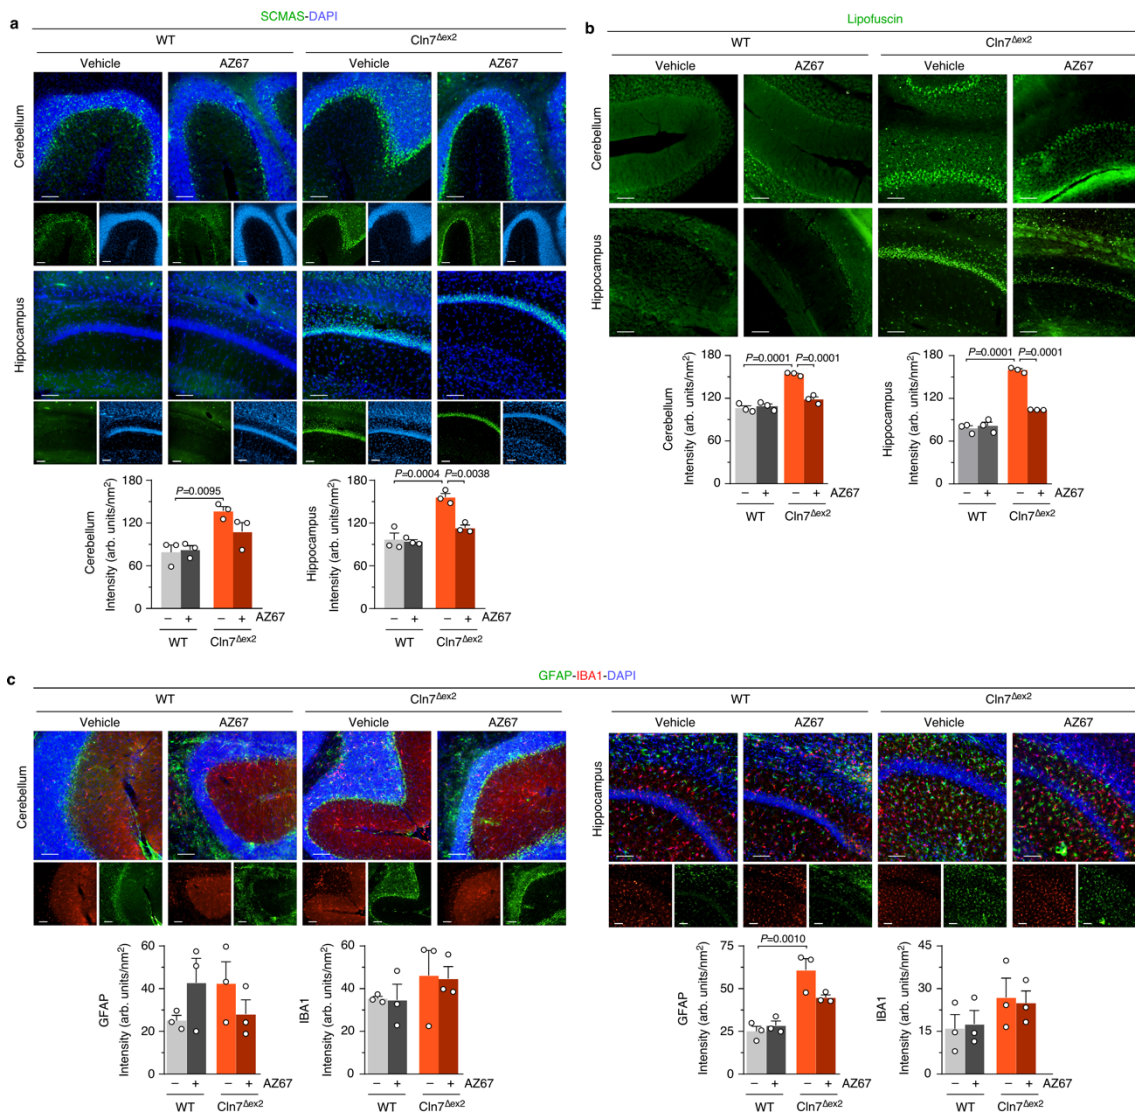 a
SCMAS-DAPI
WT
Cln7Δex2
Vehicle
AZ67
Vehicle
AZ67
Cerebellum
Hippocampus
180
120
60
0
Cerebellum
Intensity (arb. units/nm2)
P=0.0095
– + – + AZ67
WT
Cln7Δex2
180
120
60
0
Hippocampus
Intensity (arb. units/nm2)
P=0.0004
P=0.0038
– + – + AZ67
WT
Cln7Δex2
b
Lipofuscin
WT
Cln7Δex2
Vehicle
AZ67
Vehicle
AZ67
Cerebellum
Hippocampus
180
120
60
0
Cerebellum
Intensity (arb. units/nm2)
P=0.0001
P=0.0001
– + – + AZ67
WT
Cln7Δex2
180
120
60
0
Hippocampus
Intensity (arb. units/nm2)
P=0.0001
P=0.0001
– + – + AZ67
WT
Cln7Δex2
c
GFAP-IBA1-DAPI
WT
Cln7Δex2
Vehicle
AZ67
Vehicle
AZ67
Cerebellum
60
40
20
0
GFAP
Intensity (arb. units/nm2)
– + – + AZ67
WT
Cln7Δex2
60
40
20
0
IBA1
Intensity (arb. units/nm2)
– + – + AZ67
WT
Cln7Δex2
WT
Cln7Δex2
Vehicle
AZ67
Vehicle
AZ67
Hippocampus
75
50
25
0
GFAP
Intensity (arb. units/nm2)
P=0.0010
– + – + AZ67
WT
Cln7Δex2
45
30
15
0
IBA1
Intensity (arb. units/nm2)
– + – + AZ67
WT
Cln7Δex2